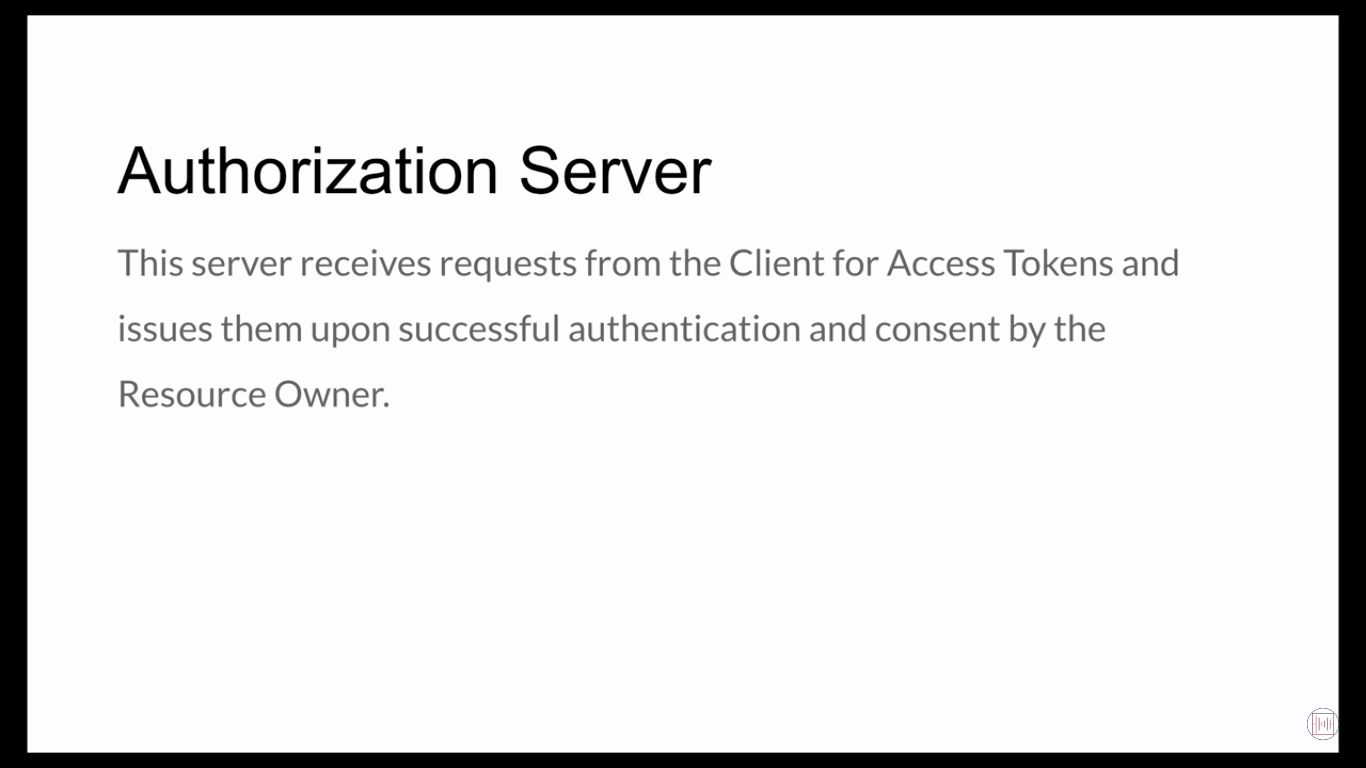 Authorization Server
This server receives requests from the Client for Access Tokens and
issues them upon successful authentication and consent by the
Resource Owner.